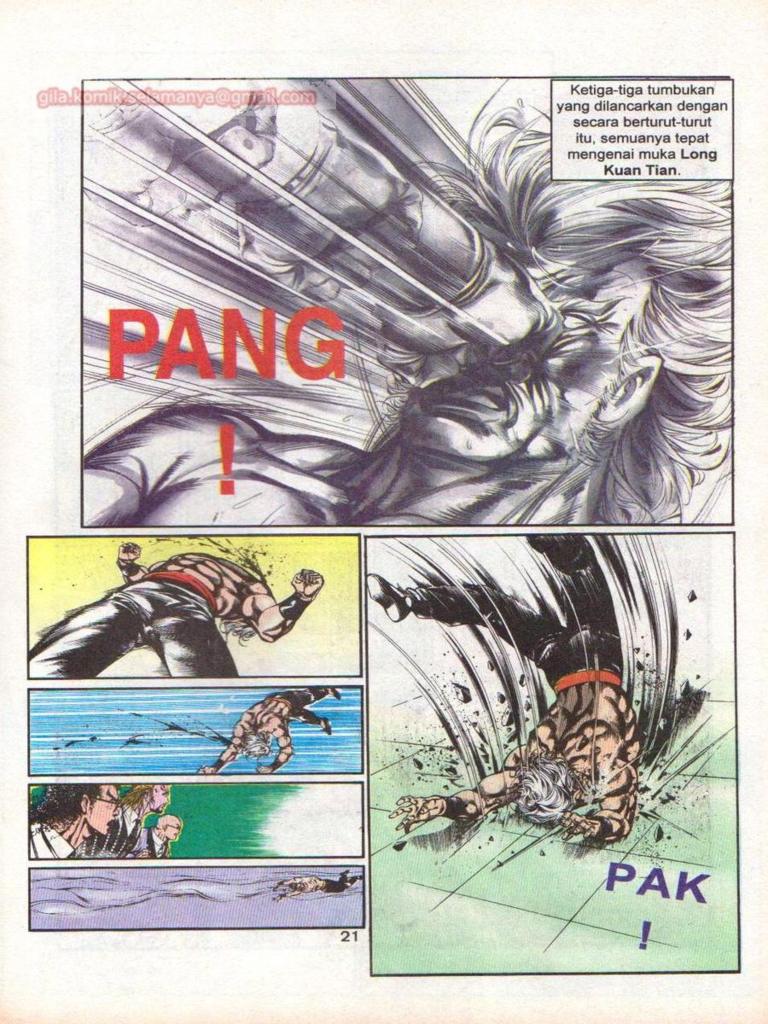 gila.komik.selamanya@gmail.com
Ketiga-tiga tumbukan
yang dilancarkan dengan
secara berturut-turut
itu, semuanya tepat
mengenai muka Long
Kuan Tian.
PANG
!
PAK
!
21